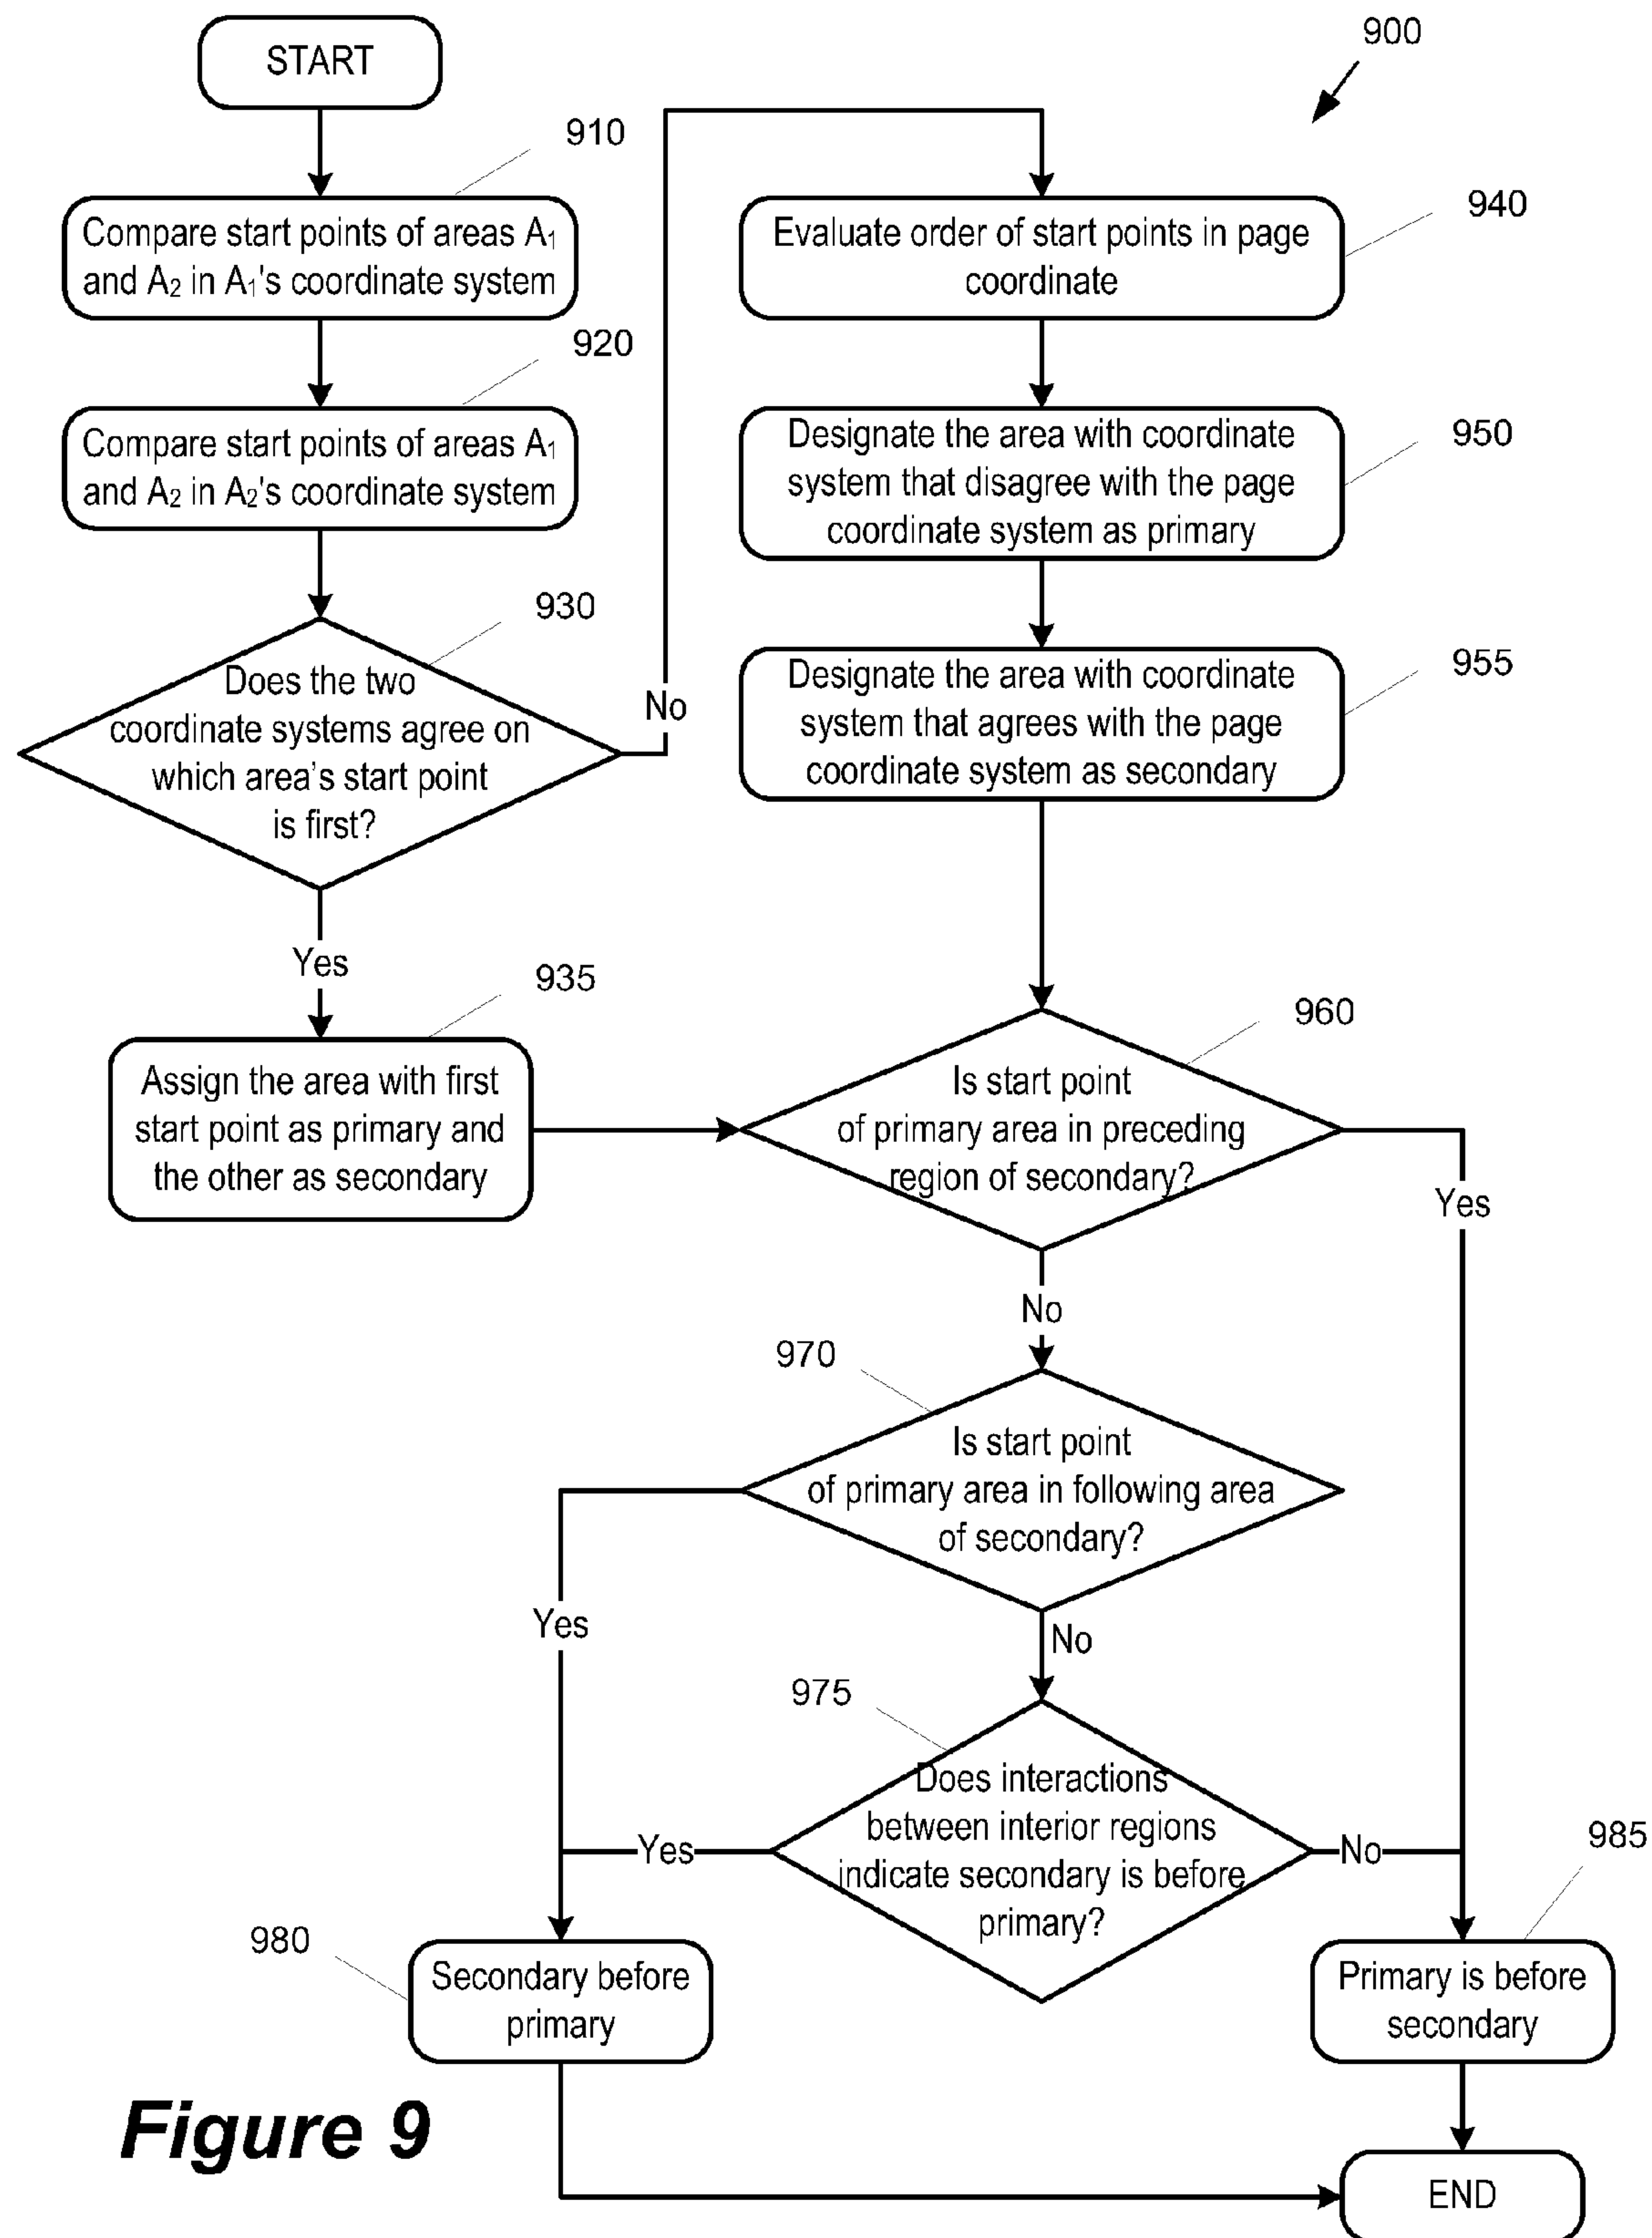 START
900
910
Compare start points of areas A1
and A2 in A1's coordinate system
920
Compare start points of areas A1
and A2 in A2's coordinate system
930
Does the two
coordinate systems agree on
which area's start point
is first?
No
Yes
935
Assign the area with first
start point as primary and
the other as secondary
940
Evaluate order of start points in page
coordinate
950
Designate the area with coordinate
system that disagree with the page
coordinate system as primary
955
Designate the area with coordinate
system that agrees with the page
coordinate system as secondary
960
Is start point
of primary area in preceding
region of secondary?
Yes
No
970
Is start point
of primary area in following area
of secondary?
Yes
No
975
Does interactions
between interior regions
indicate secondary is before
primary?
Yes
No
980
Secondary before
primary
985
Primary is before
secondary
END
Figure 9